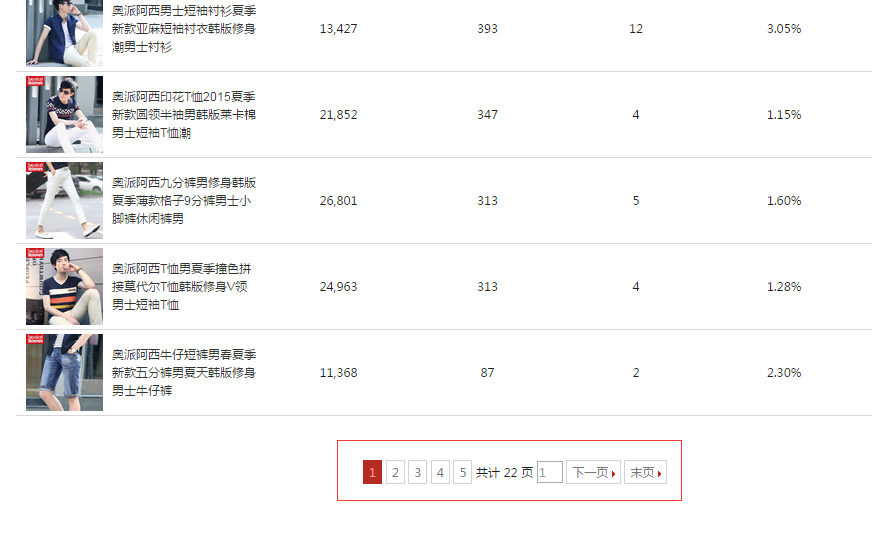 奥派阿西男士短袖衬衫夏季
新款亚麻短袖衬衣韩版修身
潮男士衬衫
13,427
393
12
3.05%
奥派阿西印花T恤2015夏季
新款圆领半袖男韩版莱卡棉
男士短袖T恤潮
21,852
347
4
1.15%
奥派阿西九分裤男修身韩版
夏季薄款格子9分裤男士小
脚裤休闲裤男
26,801
313
5
1.60%
奥派阿西T恤男夏季撞色拼
接莫代尔T恤韩版修身V领
男士短袖T恤
24,963
313
4
1.28%
奥派阿西牛仔短裤男春夏季
新款五分裤男夏天韩版修身
男士牛仔裤
11,368
87
2
2.30%
1 2 3 4 5 共计 22 页 1 下一页 末页